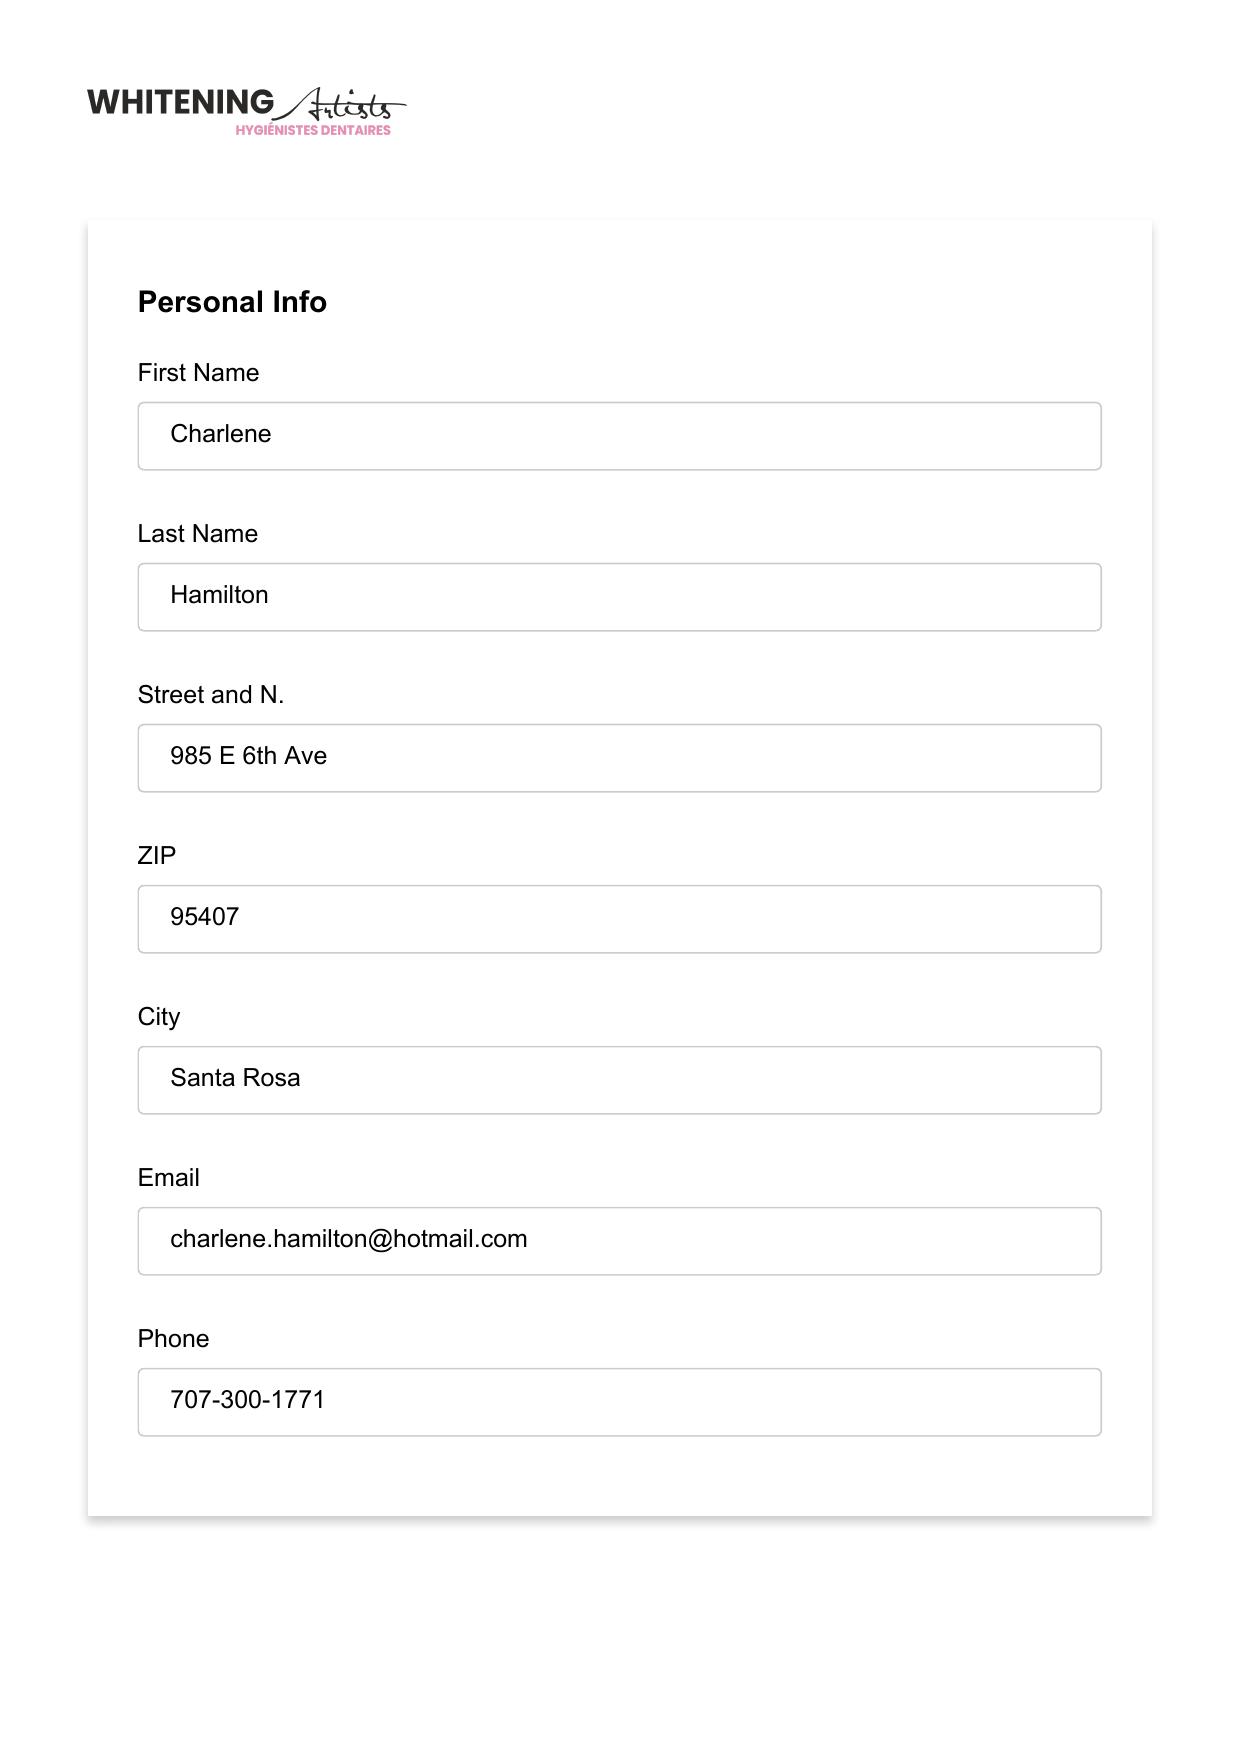 WHITENING Artists
HYGIÉNISTES DENTAIRES
Personal Info
First Name
Charlene
Last Name
Hamilton
Street and N.
985 E 6th Ave
ZIP
95407
City
Santa Rosa
Email
charlene.hamilton@hotmail.com
Phone
707-300-1771